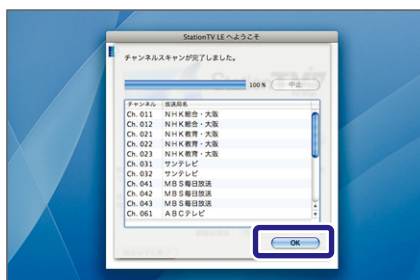 StationTV LE へようこそ
チャンネルスキャンが完了しました。
100 % 中止
チャンネル 放送局名
Ch. 011 NHK総合・大阪
Ch. 012 NHK総合・大阪
Ch. 021 NHK教育・大阪
Ch. 022 NHK教育・大阪
Ch. 023 NHK教育・大阪
Ch. 031 サンテレビ
Ch. 032 サンテレビ
Ch. 041 MBS毎日放送
Ch. 042 MBS毎日放送
Ch. 043 MBS毎日放送
Ch. 061 ABCテレビ
OK